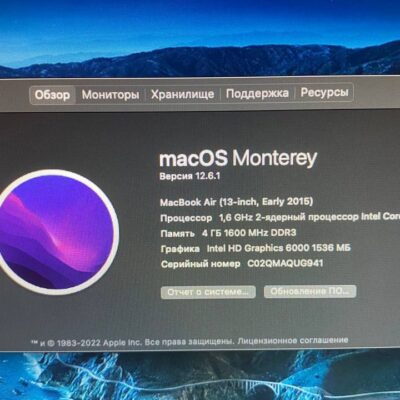 Обзор Мониторы Хранилище Поддержка Ресурсы
macOS Monterey
Версия 12.6.1
MacBook Air (13-inch, Early 2015)
Процессор 1,6 GHz 2-ядерный процессор Intel Cor
Память 4 ГБ 1600 MHz DDR3
Графика Intel HD Graphics 6000 1536 МБ
Серийный номер C02QMAQUG941
Отчет о системе... Обновление ПО...
™ и © 1983-2022 Apple Inc. Все права защищены. Лицензионное соглашение